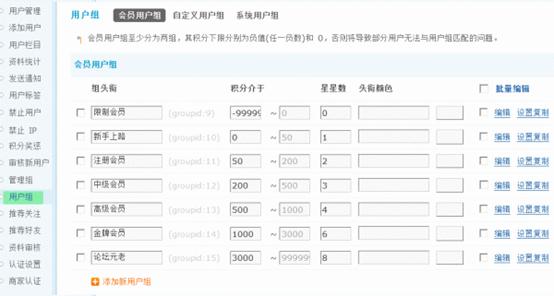 用户管理
添加用户
用户栏目
资料统计
发送通知
用户标签
禁止用户
禁止 IP
积分奖惩
审核新用户
管理组
用户组
推荐关注
推荐好友
资料审核
认证设置
商家认证
用户组 会员用户组 自定义用户组 系统用户组
会员用户组至少分为两组，其积分下限分别为负值(任一负数)和 0，否则将导致部分用户无法与用户组匹配的问题。
会员用户组
组头衔 积分介于 星星数 头衔颜色 批量编辑
限制会员 (groupid:9) -99999 ~ 0 0 编辑 设置复制
新手上路 (groupid:10) 0 ~ 50 1 编辑 设置复制
注册会员 (groupid:11) 50 ~ 200 2 编辑 设置复制
中级会员 (groupid:12) 200 ~ 500 3 编辑 设置复制
高级会员 (groupid:13) 500 ~ 1000 4 编辑 设置复制
金牌会员 (groupid:14) 1000 ~ 3000 6 编辑 设置复制
论坛元老 (groupid:15) 3000 ~ 99999 8 编辑 设置复制
添加新用户组